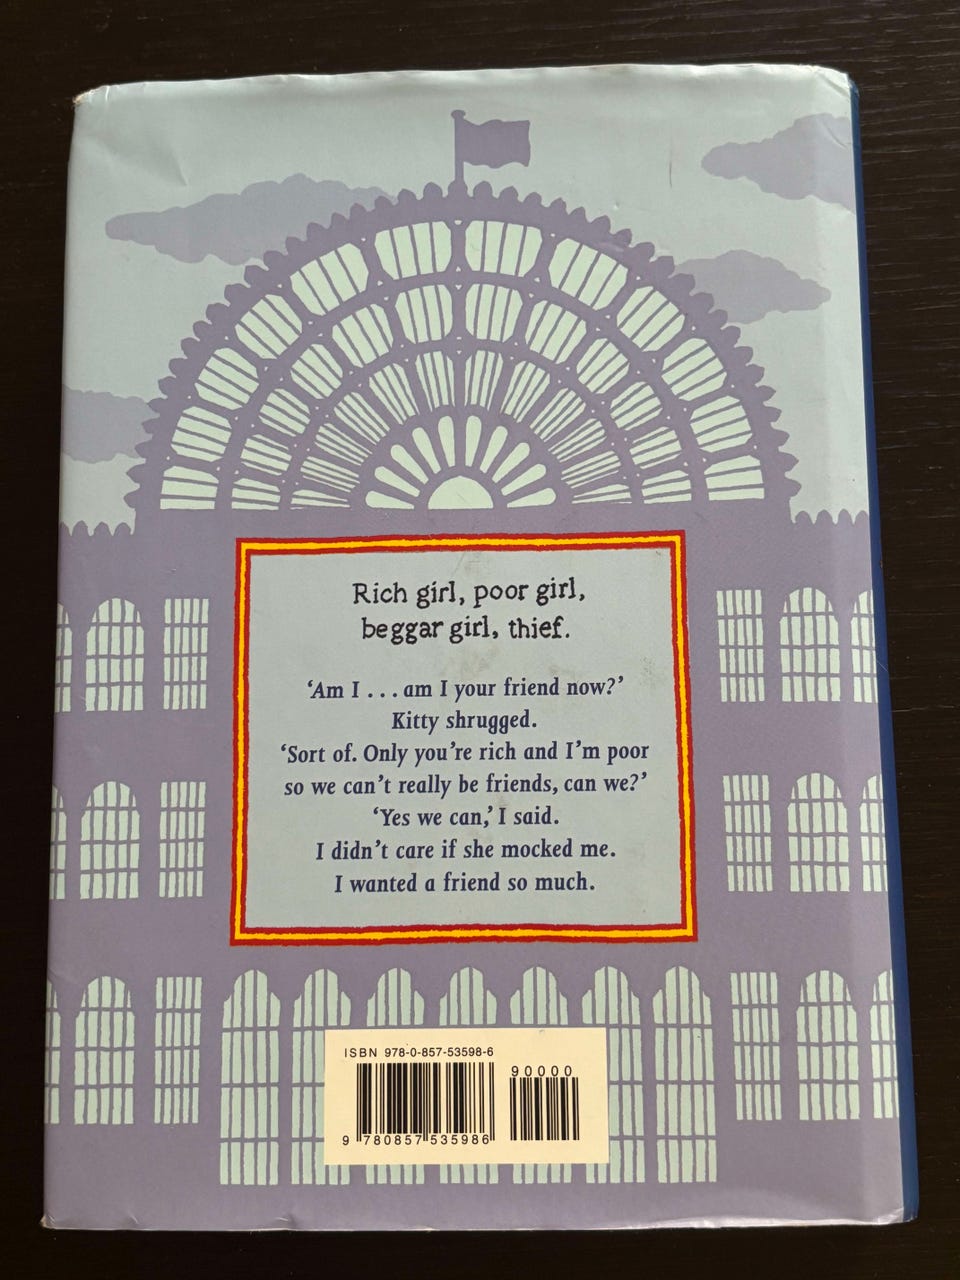 Rich girl, poor girl,
beggar girl, thief.
‘Am I . . . am I your friend now?’
Kitty shrugged.
‘Sort of. Only you’re rich and I’m poor
so we can’t really be friends, can we?’
‘Yes we can,’ I said.
I didn’t care if she mocked me.
I wanted a friend so much.
ISBN 978-0-857-53598-6
90000
9 780857 535986